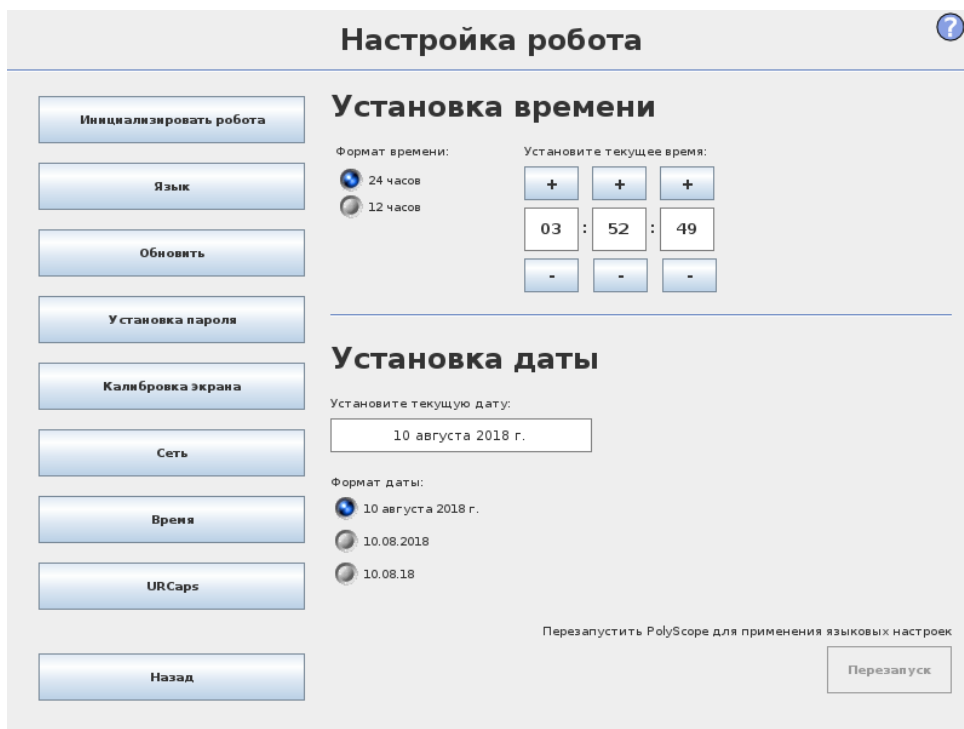 Настройка робота
?
Инициализировать робота
Язык
Обновить
Установка пароля
Калибровка экрана
Сеть
Время
URCaps
Назад
Установка времени
Формат времени:
24 часов
12 часов
Установите текущее время:
+ + +
03 : 52 : 49
- - -
Установка даты
Установите текущую дату:
10 августа 2018 г.
Формат даты:
10 августа 2018 г.
10.08.2018
10.08.18
Перезапустить PolyScope для применения языковых настроек
Перезапуск